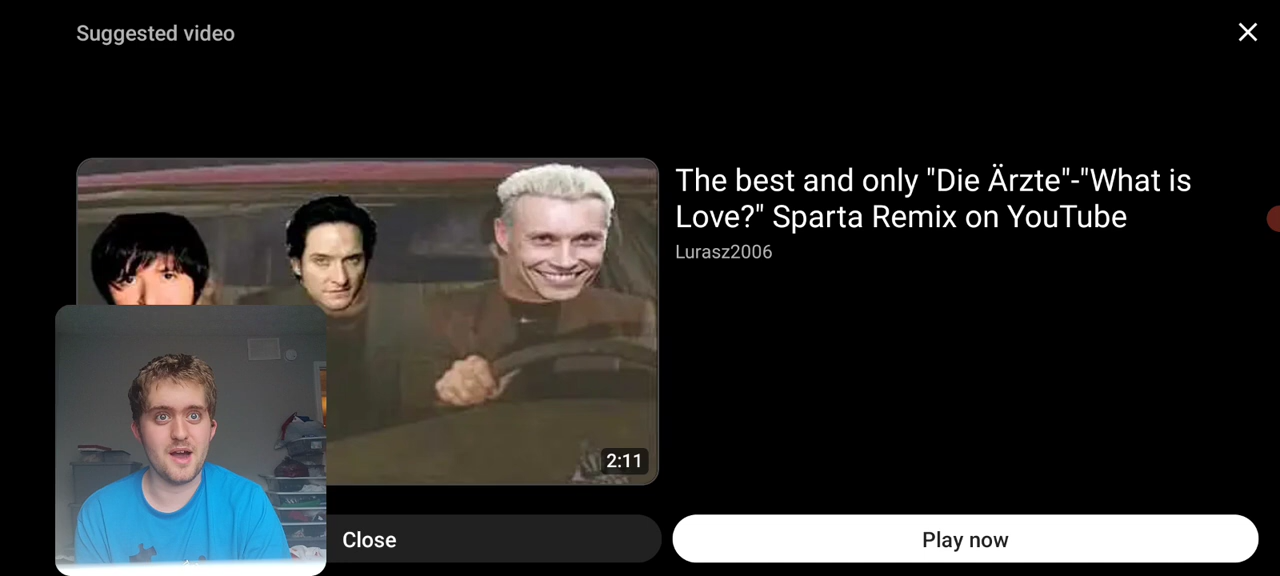 Suggested video
The best and only "Die Ärzte"-"What is
Love?" Sparta Remix on YouTube
Lurasz2006
2:11
Close
Play now